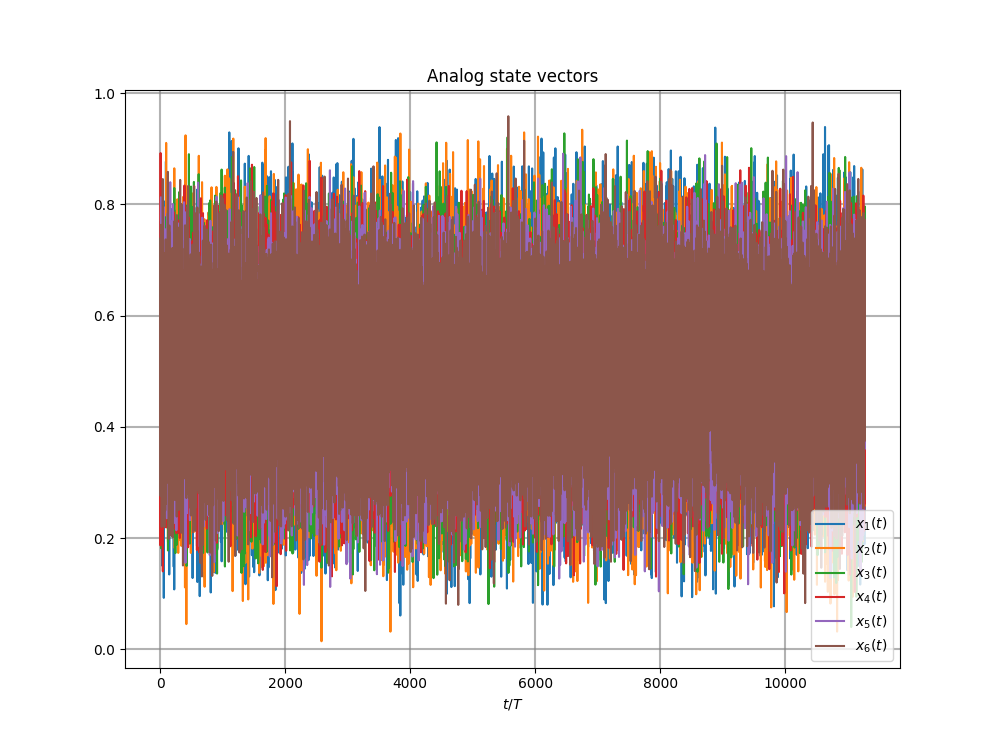 Analog state vectors
1.0
0.8
0.6
0.4
0.2
0.0
0 2000 4000 6000 8000 10000
t/T
x₁(t)
x₂(t)
x₃(t)
x₄(t)
x₅(t)
x₆(t)